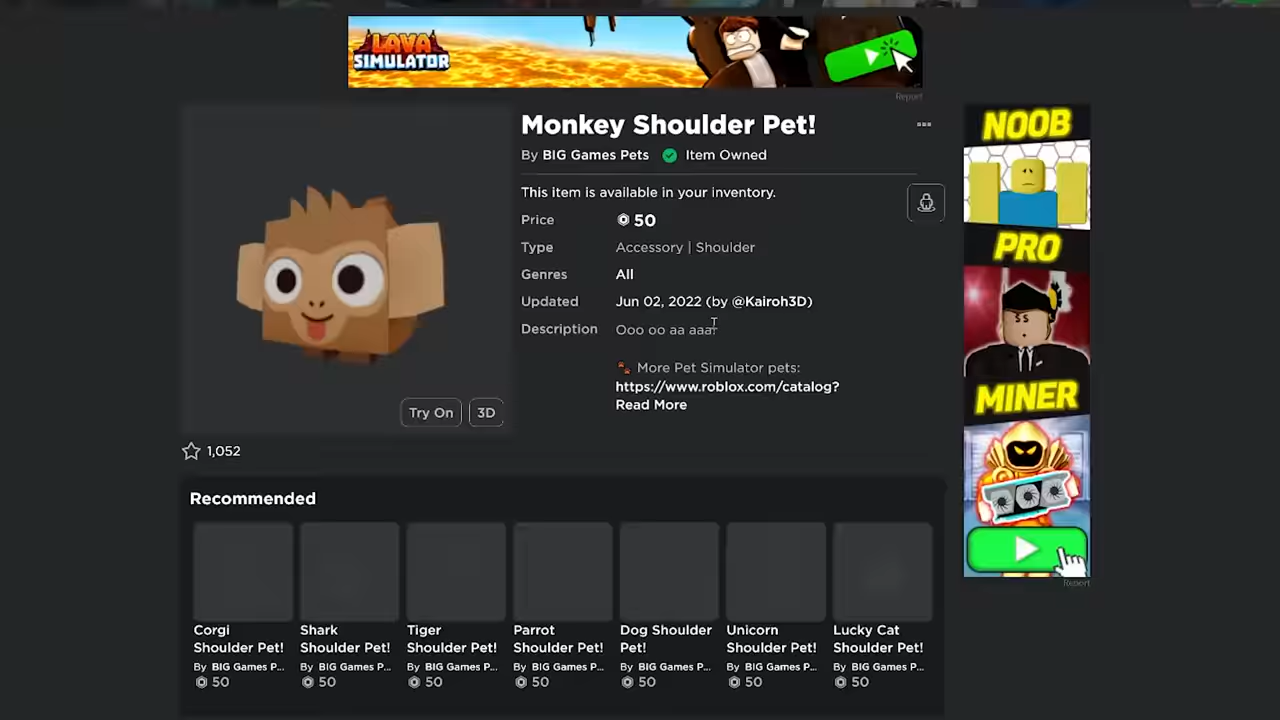 LAVA
SIMULATOR
Report
Monkey Shoulder Pet!
By BIG Games Pets Item Owned
This item is available in your inventory.
Price 50
Type Accessory | Shoulder
Genres All
Updated Jun 02, 2022 (by @Kairoh3D)
Description Ooo oo aa aaa!
More Pet Simulator pets:
https://www.roblox.com/catalog?
Read More
Try On 3D
1,052
NOOB
PRO
MINER
Report
Recommended
Corgi Shoulder Pet!
By BIG Games P...
50
Shark Shoulder Pet!
By BIG Games P...
50
Tiger Shoulder Pet!
By BIG Games P...
50
Parrot Shoulder Pet!
By BIG Games P...
50
Dog Shoulder Pet!
By BIG Games P...
50
Unicorn Shoulder Pet!
By BIG Games P...
50
Lucky Cat Shoulder Pet!
By BIG Games P...
50